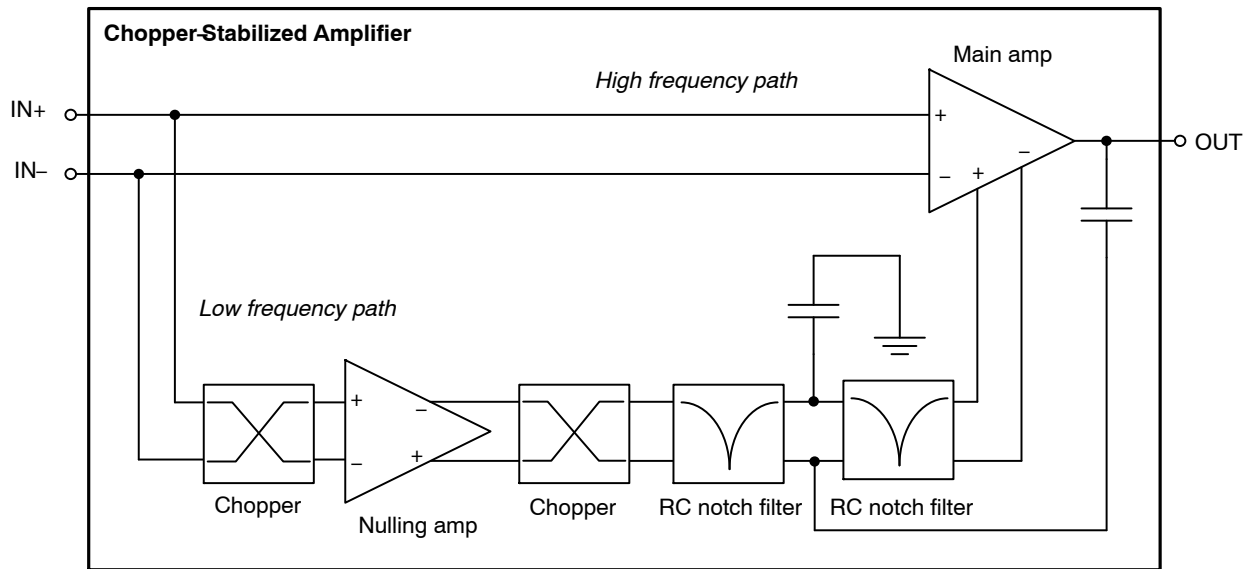 Chopper-Stabilized Amplifier
Main amp
High frequency path
IN+
+
OUT
IN−
−
+
−
Low frequency path
+
−
−
+
Chopper
Nulling amp
Chopper
RC notch filter
RC notch filter